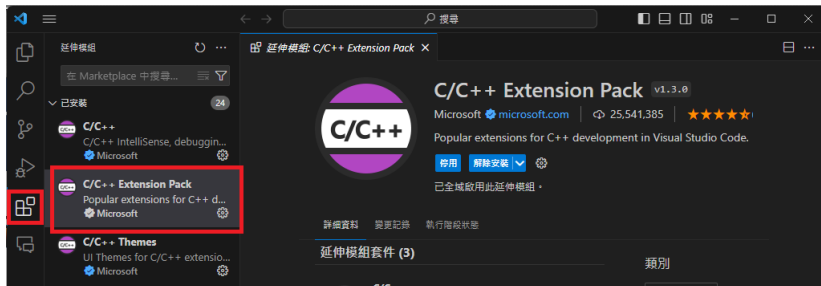 搜尋
延伸模組
在 Marketplace 中搜尋...
已安裝
24
C/C++
C/C++ IntelliSense, debuggin...
Microsoft
C/C++ Extension Pack
Popular extensions for C++ d...
Microsoft
C/C++ Themes
UI Themes for C/C++ extensio...
Microsoft
延伸模組: C/C++ Extension Pack
C/C++
C/C++ Extension Pack v1.3.0
Microsoft microsoft.com 25,541,385
Popular extensions for C++ development in Visual Studio Code.
停用 解除安裝
已全域啟用此延伸模組。
詳細資料 變更記錄 執行階段狀態
延伸模組套件 (3)
類別